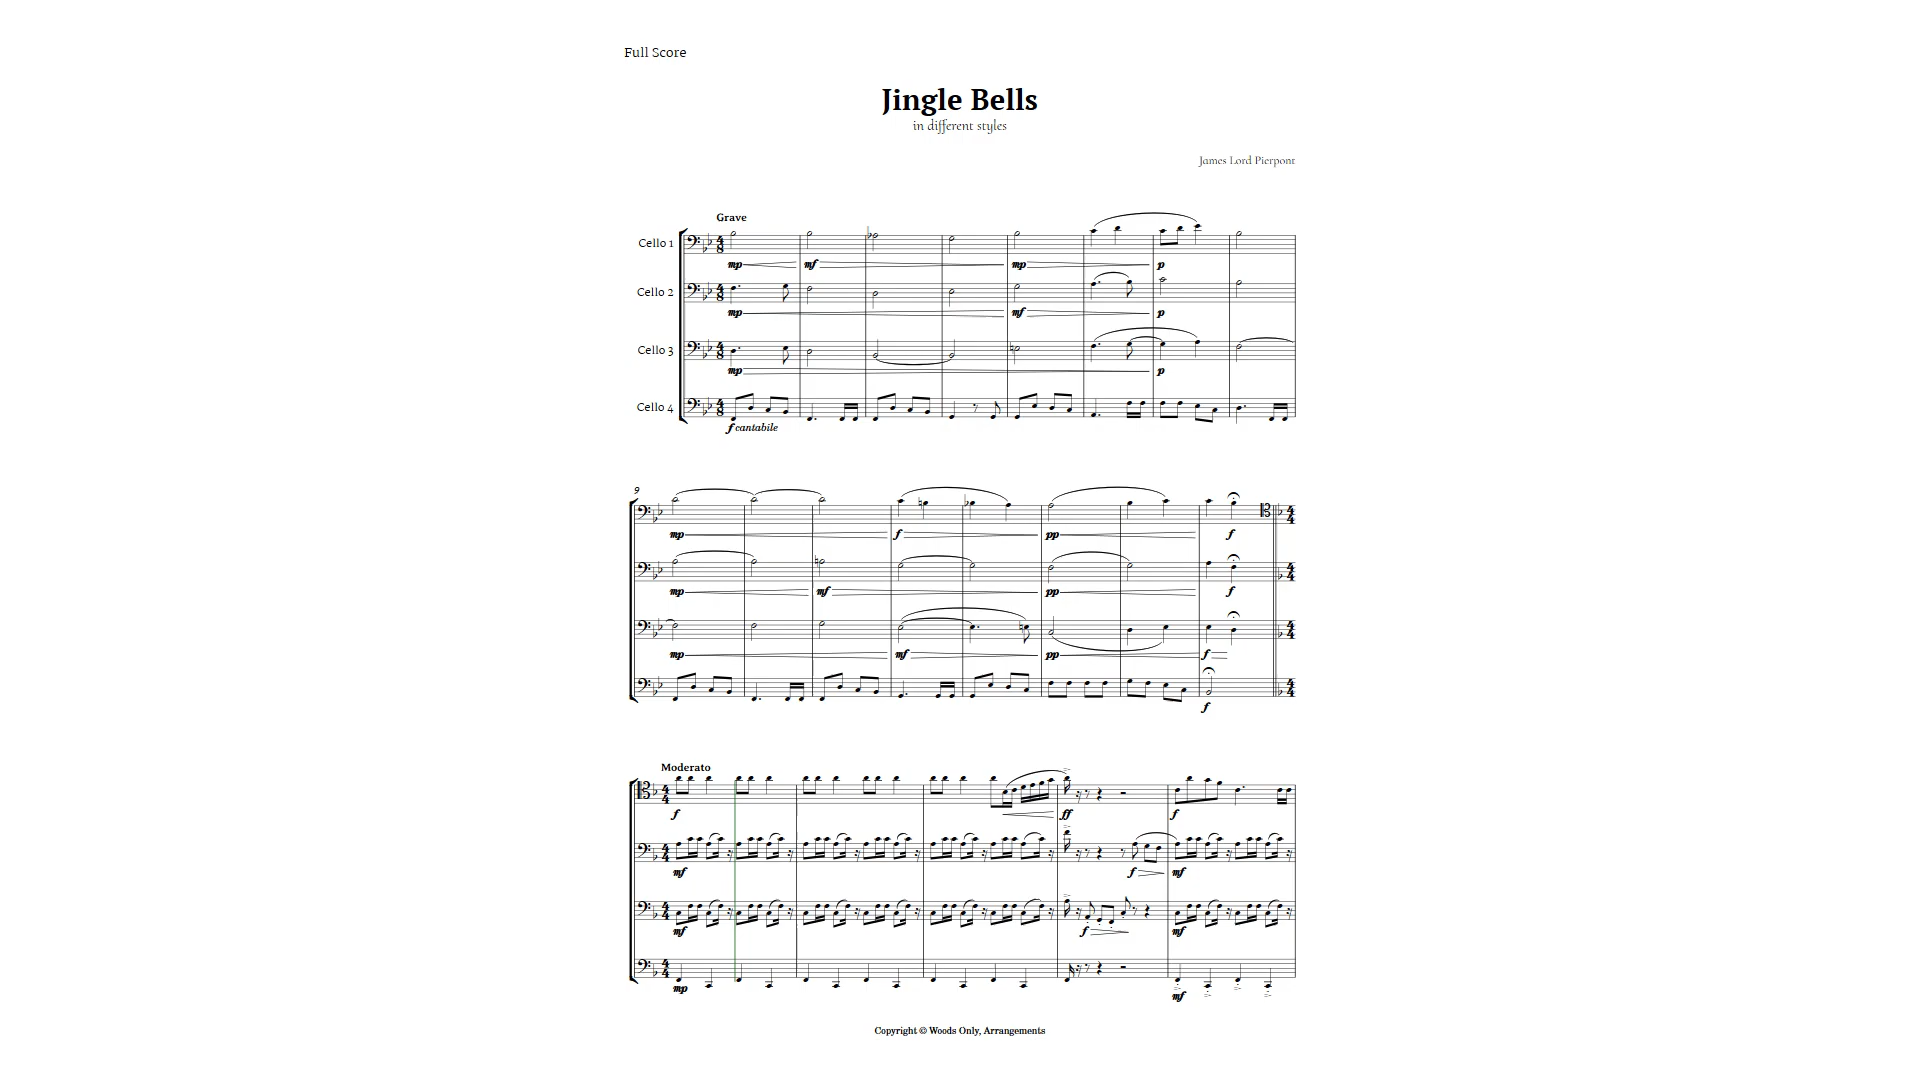 Full Score
Jingle Bells
in different styles
James Lord Pierpont
Grave
Cello 1
mp mf mp p
Cello 2
mp mf p
Cello 3
mp p
Cello 4
f cantabile
9
mp f pp f
mp mf pp f
mp mf pp f
f
Moderato
f ff f
mf f mf
mf f mf
mp mf
Copyright © Woods Only, Arrangements